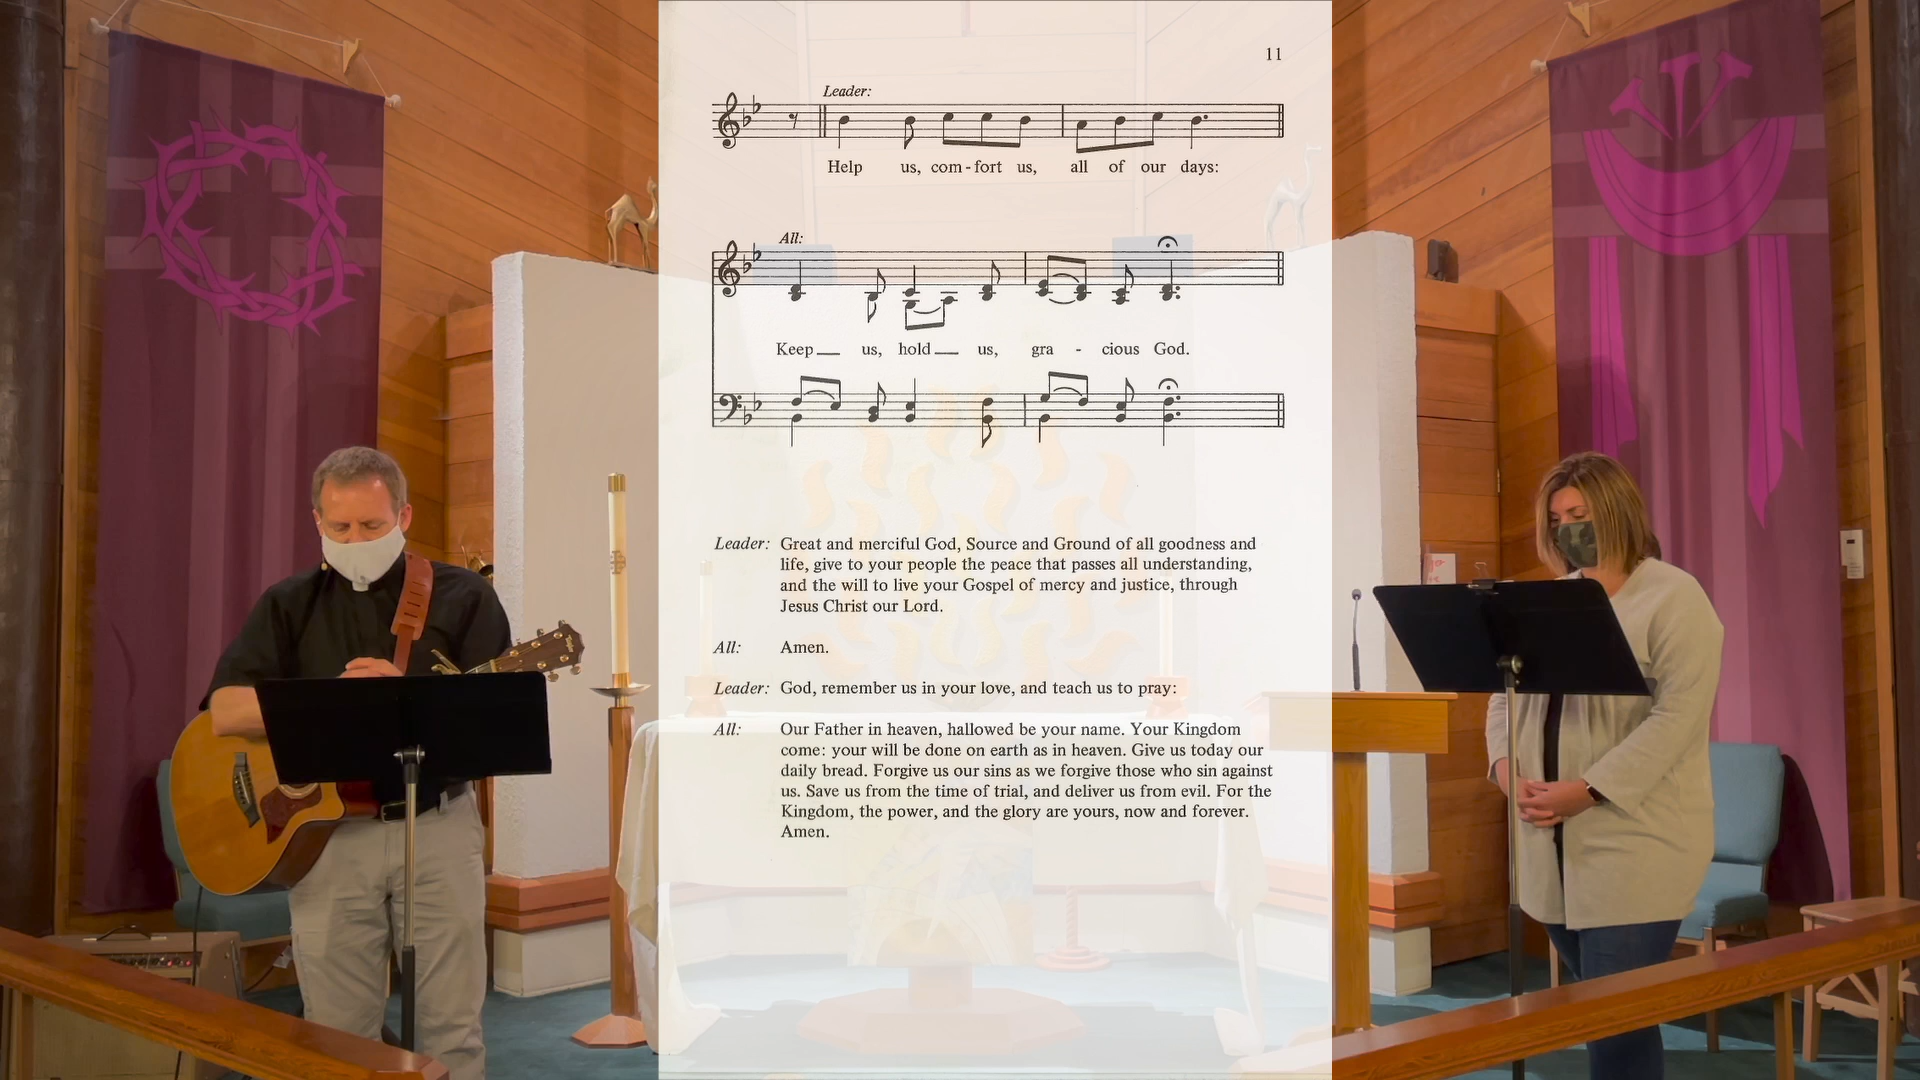 11
Leader:
Help us, com-fort us, all of our days:
All:
Keep us, hold us, gra - cious God.
Leader: Great and merciful God, Source and Ground of all goodness and
life, give to your people the peace that passes all understanding,
and the will to live your Gospel of mercy and justice, through
Jesus Christ our Lord.
All: Amen.
Leader: God, remember us in your love, and teach us to pray:
All: Our Father in heaven, hallowed be your name. Your Kingdom
come: your will be done on earth as in heaven. Give us today our
daily bread. Forgive us our sins as we forgive those who sin against
us. Save us from the time of trial, and deliver us from evil. For the
Kingdom, the power, and the glory are yours, now and forever.
Amen.